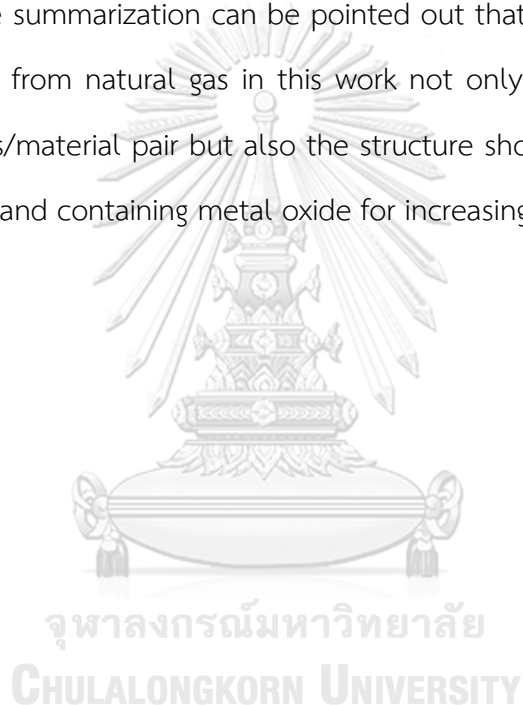 summarization can be pointed out that
from natural gas in this work not only
/material pair but also the structure
and containing metal oxide for increasing
จุฬาลงกรณ์มหาวิทยาลัย
CHULALONGKORN UNIVERSITY